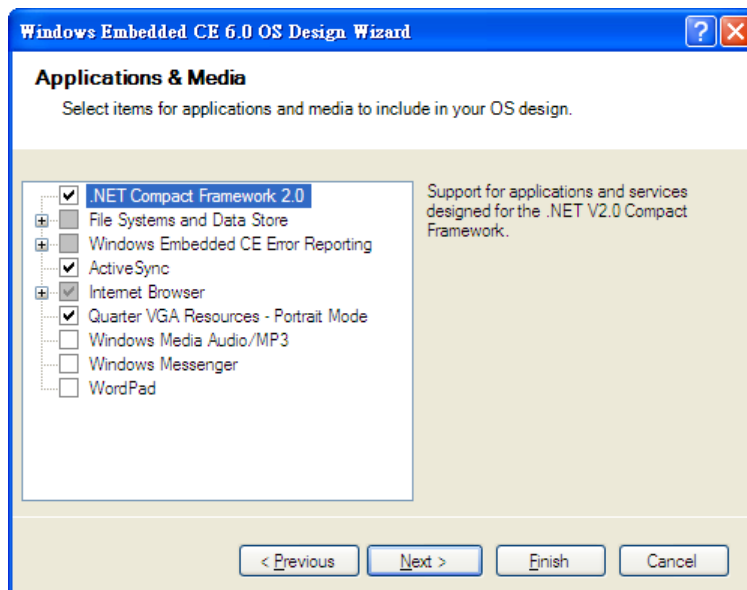 Windows Embedded CE 6.0 OS Design Wizard
Applications & Media
Select items for applications and media to include in your OS design.
.NET Compact Framework 2.0
File Systems and Data Store
Windows Embedded CE Error Reporting
ActiveSync
Internet Browser
Quarter VGA Resources - Portrait Mode
Windows Media Audio/MP3
Windows Messenger
WordPad
Support for applications and services
designed for the .NET V2.0 Compact
Framework.
< Previous
Next >
Finish
Cancel